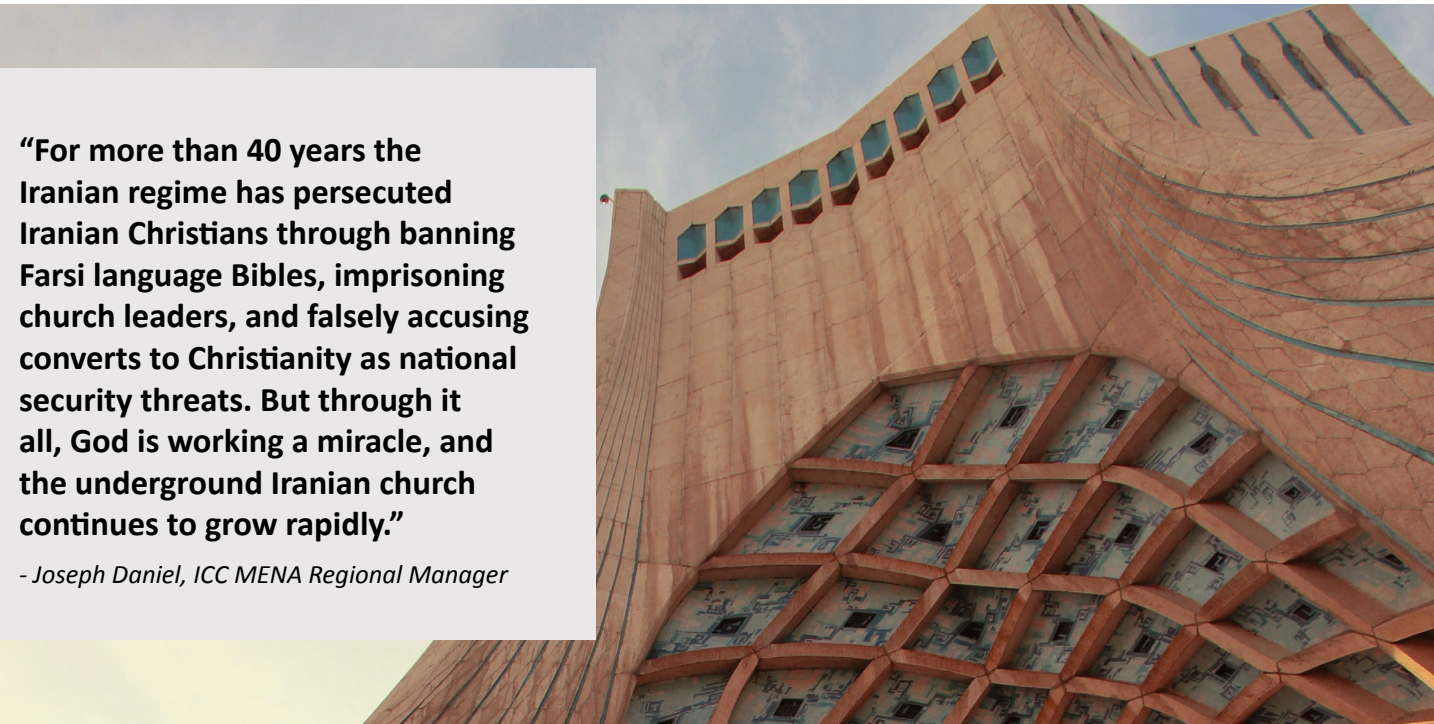 “For more than 40 years the
Iranian regime has persecuted
Iranian Christians through banning
Farsi language Bibles, imprisoning
church leaders, and falsely accusing
converts to Christianity as national
security threats. But through it
all, God is working a miracle, and
the underground Iranian church
continues to grow rapidly.”
- Joseph Daniel, ICC MENA Regional Manager